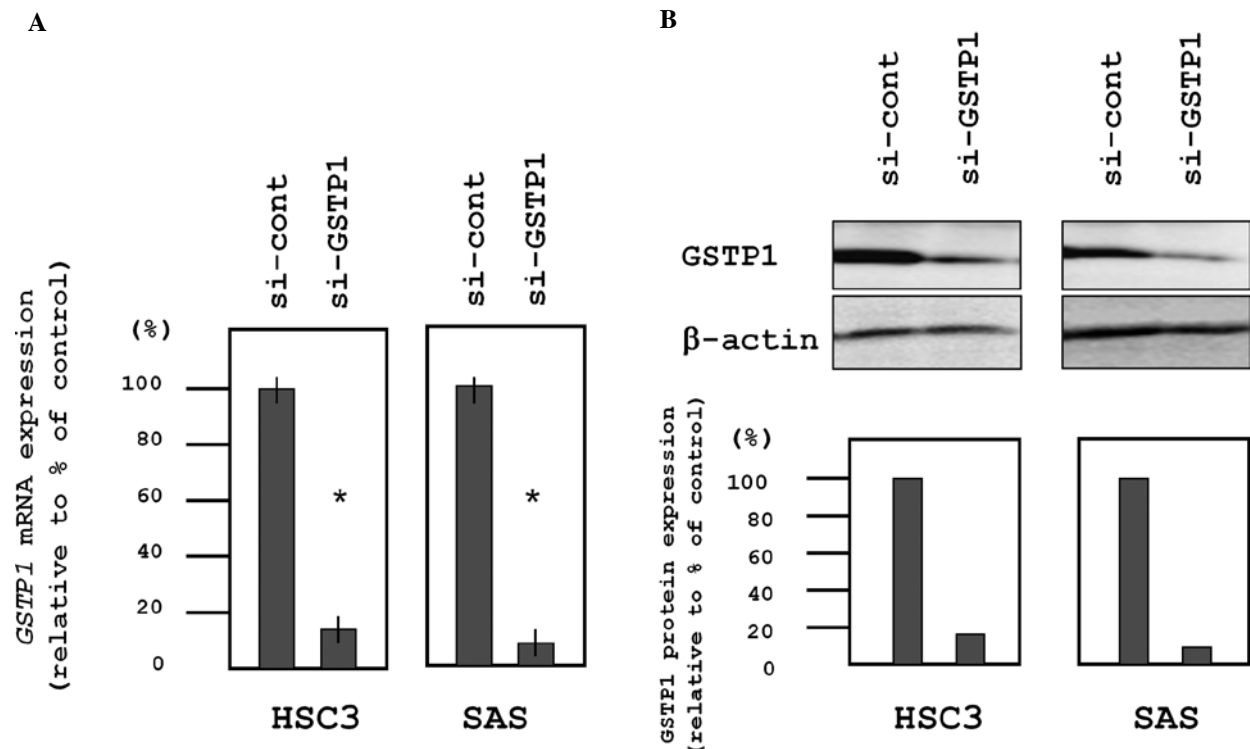 A
si-cont
si-GSTP1
si-cont
si-GSTP1
GSTP1 mRNA expression
(relative to % of control)
(%)
100
80
60
40
20
0
*
*
HSC3
SAS
B
si-cont
si-GSTP1
si-cont
si-GSTP1
GSTP1
β-actin
GSTP1 protein expression
(relative to % of control)
(%)
100
80
60
40
20
0
HSC3
SAS